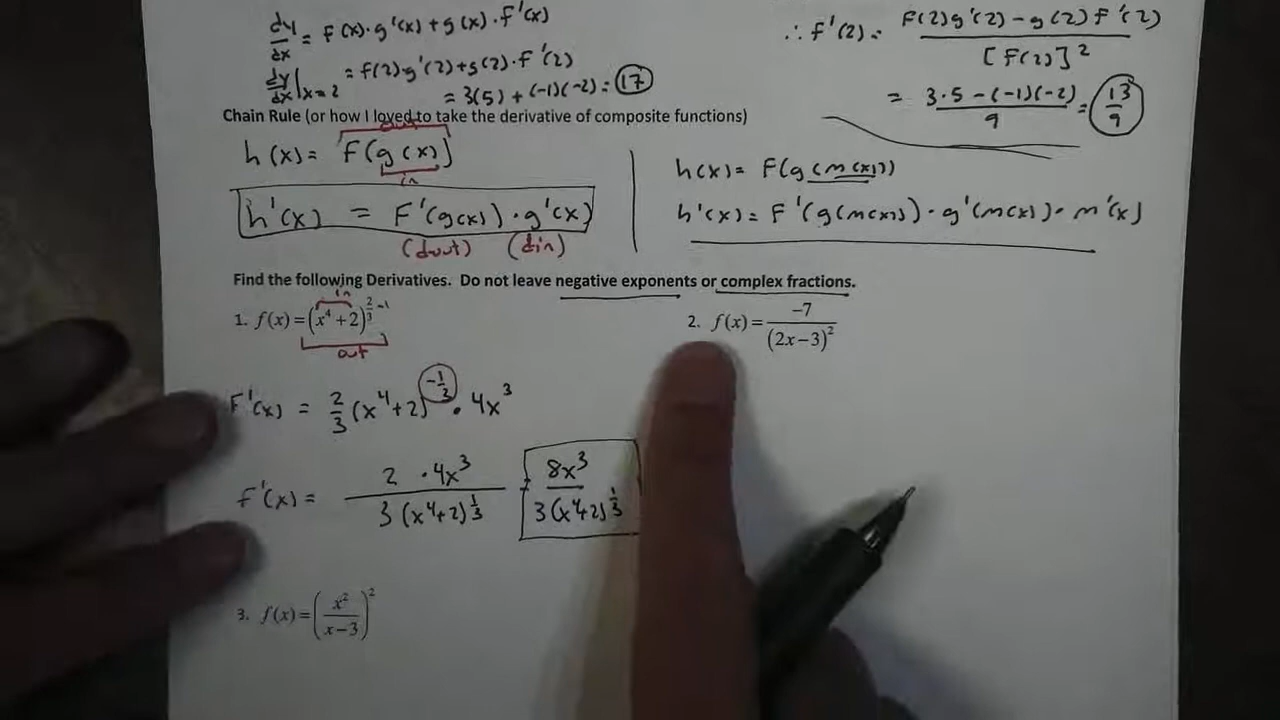 dy/dx = f(x)·g'(x)+g(x)·f'(x)
dy/dx|x=2 = f(2)·g'(2)+g(2)·f'(2)
= 3(5)+(-1)(-2)= 17
∴ f'(2)= f(2)g'(2)-g(2)f'(2) / [f(2)]²
= 3·5-(-1)(-2) / 9 = 13/9
Chain Rule (or how I loved to take the derivative of composite functions)
out
h(x)= F(g(x))
in
h'(x) = F'(g(x))·g'(x)
(dout) (din)
h(x)= F(g(m(x)))
h'(x)= F'(g(m(x)))·g'(m(x))·m'(x)
Find the following Derivatives. Do not leave negative exponents or complex fractions.
in
1. f(x)=(x⁴+2)^(2/3) -1
out
2. f(x)= -7/(2x-3)²
F'(x) = 2/3 (x⁴+2)^(-1/3) · 4x³
F'(x) = 2 ·4x³ / 3(x⁴+2)^(1/3) = 8x³ / 3(x⁴+2)^(1/3)
3. f(x)=(x²/(x-3))²